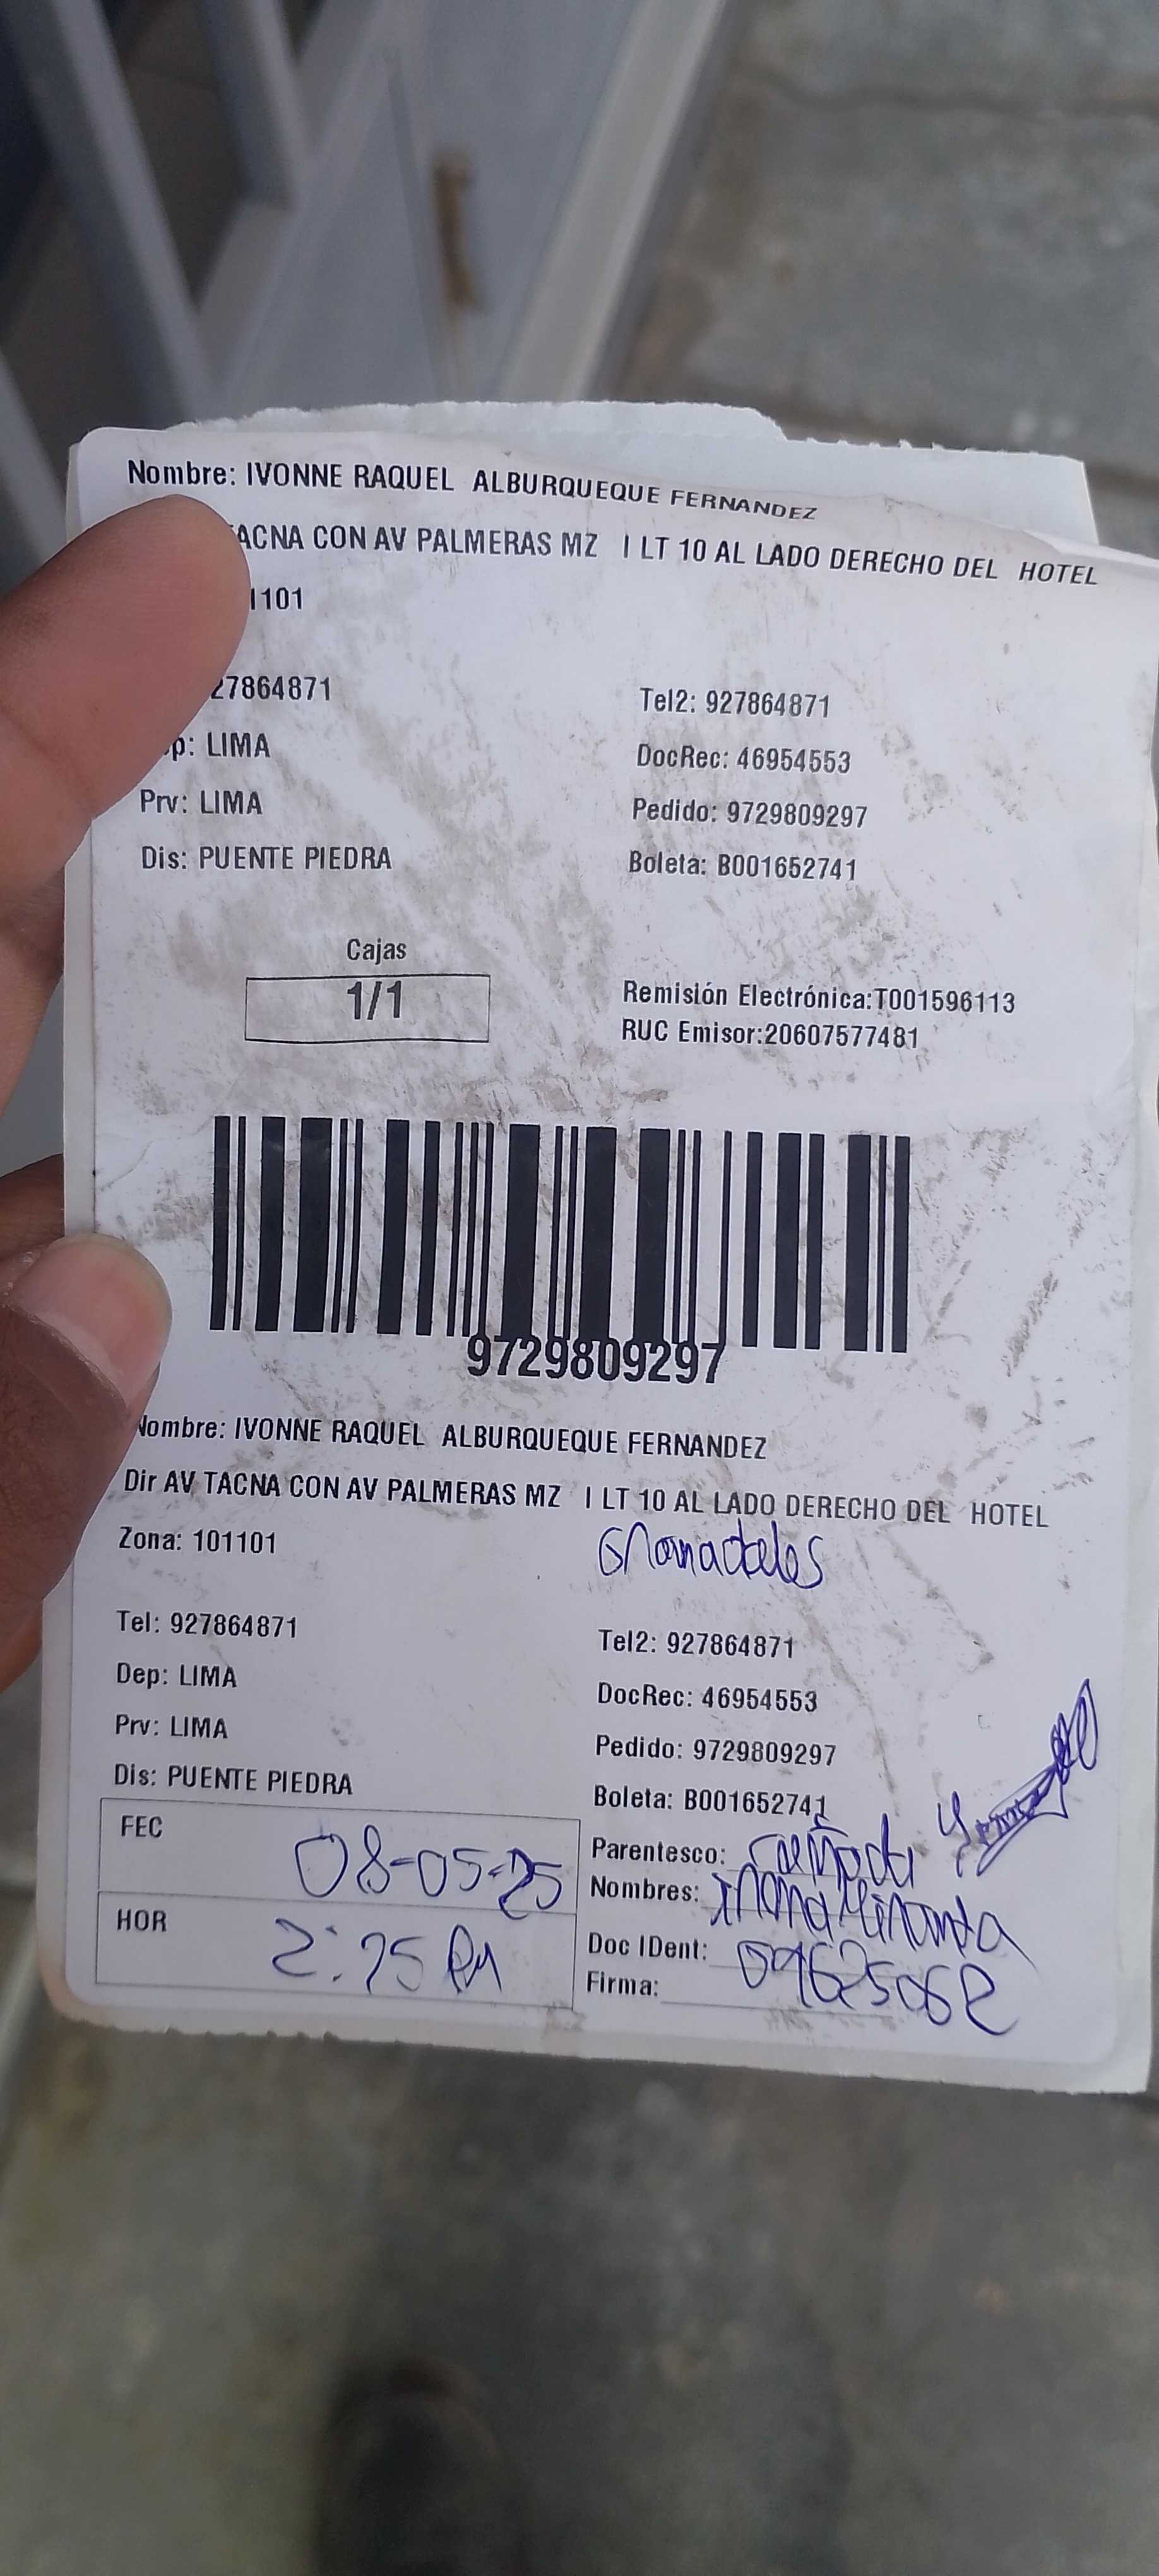 Nombre: IVONNE RAQUEL ALBURQUEQUE FERNANDEZ
TACNA CON AV PALMERAS MZ I LT 10 AL LADO DERECHO DEL HOTEL
1101
27864871 Tel2: 927864871
p: LIMA DocRec: 46954553
Prv: LIMA Pedido: 9729809297
Dis: PUENTE PIEDRA Boleta: B001652741
Cajas
1/1
Remisión Electrónica:T001596113
RUC Emisor:20607577481
9729809297
Nombre: IVONNE RAQUEL ALBURQUEQUE FERNANDEZ
Dir AV TACNA CON AV PALMERAS MZ I LT 10 AL LADO DERECHO DEL HOTEL
Zona: 101101
Tel: 927864871 Tel2: 927864871
Dep: LIMA DocRec: 46954553
Prv: LIMA Pedido: 9729809297
Dis: PUENTE PIEDRA Boleta: B001652741
FEC 08-05-25
HOR
Parentesco:
Nombres:
Doc IDent:
Firma: